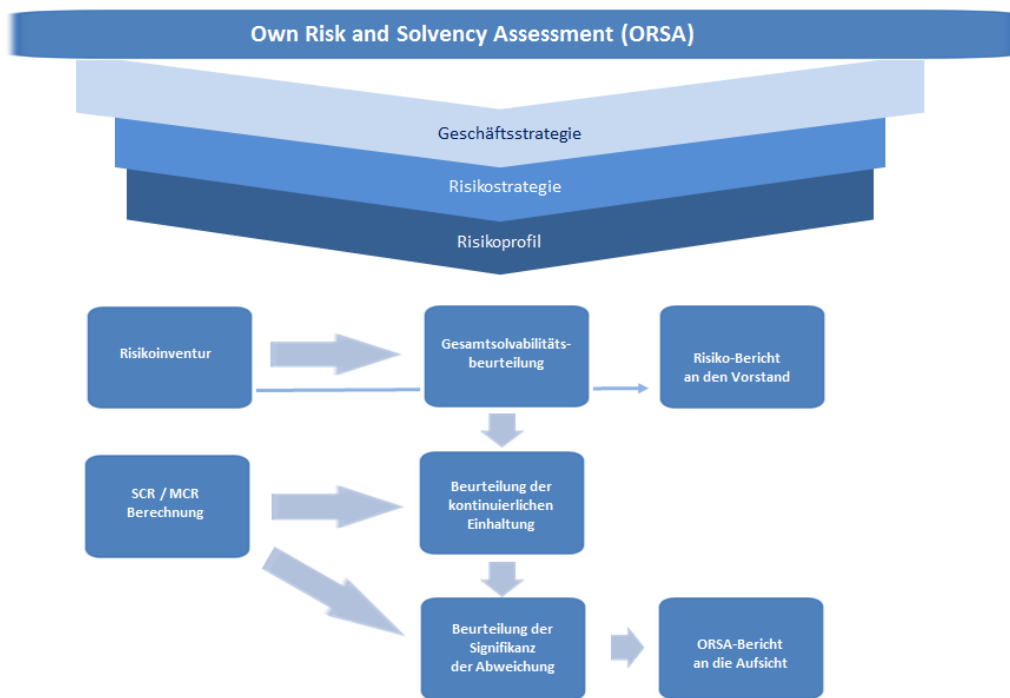 Own Risk and Solvency Assessment (ORSA)
Geschäftsstrategie
Risikostrategie
Risikoprofil
Risikoinventur
Gesamtsolvabilitäts-
beurteilung
Risiko-Bericht
an den Vorstand
SCR / MCR
Berechnung
Beurteilung der
kontinuierlichen
Einhaltung
Beurteilung der
Signifikanz
der Abweichung
ORSA-Bericht
an die Aufsicht